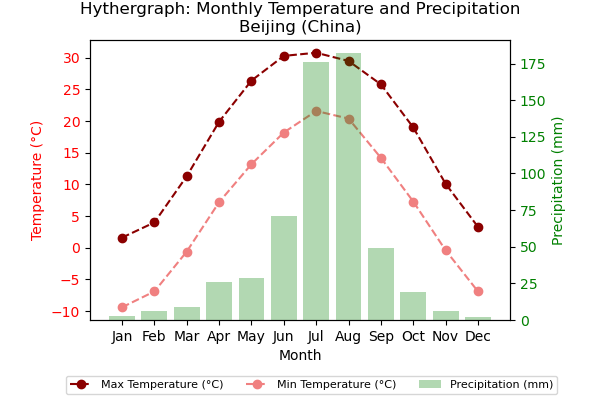 Hythergraph: Monthly Temperature and Precipitation
Beijing (China)
Temperature (°C)
30
25
20
15
10
5
0
−5
−10
175
150
125
100
75
50
25
0
Precipitation (mm)
Jan Feb Mar Apr May Jun Jul Aug Sep Oct Nov Dec
Month
Max Temperature (°C) Min Temperature (°C) Precipitation (mm)